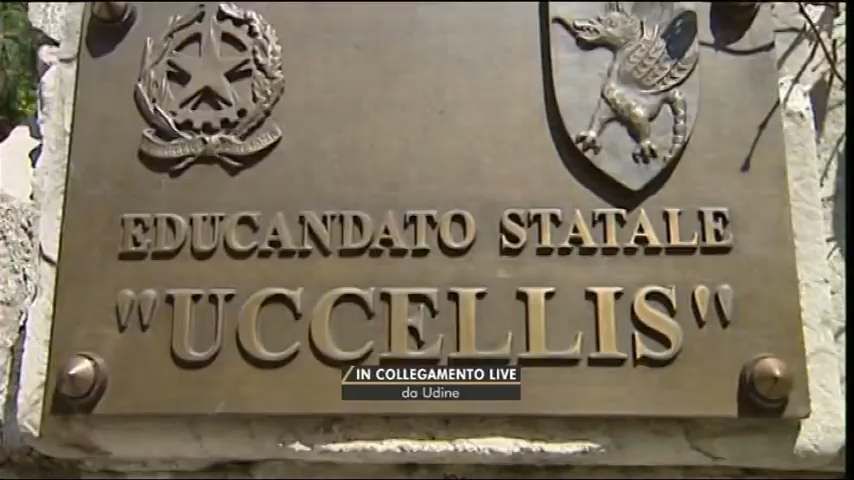 EDUCANDATO STATALE
"UCCELLIS"
IN COLLEGAMENTO LIVE
da Udine